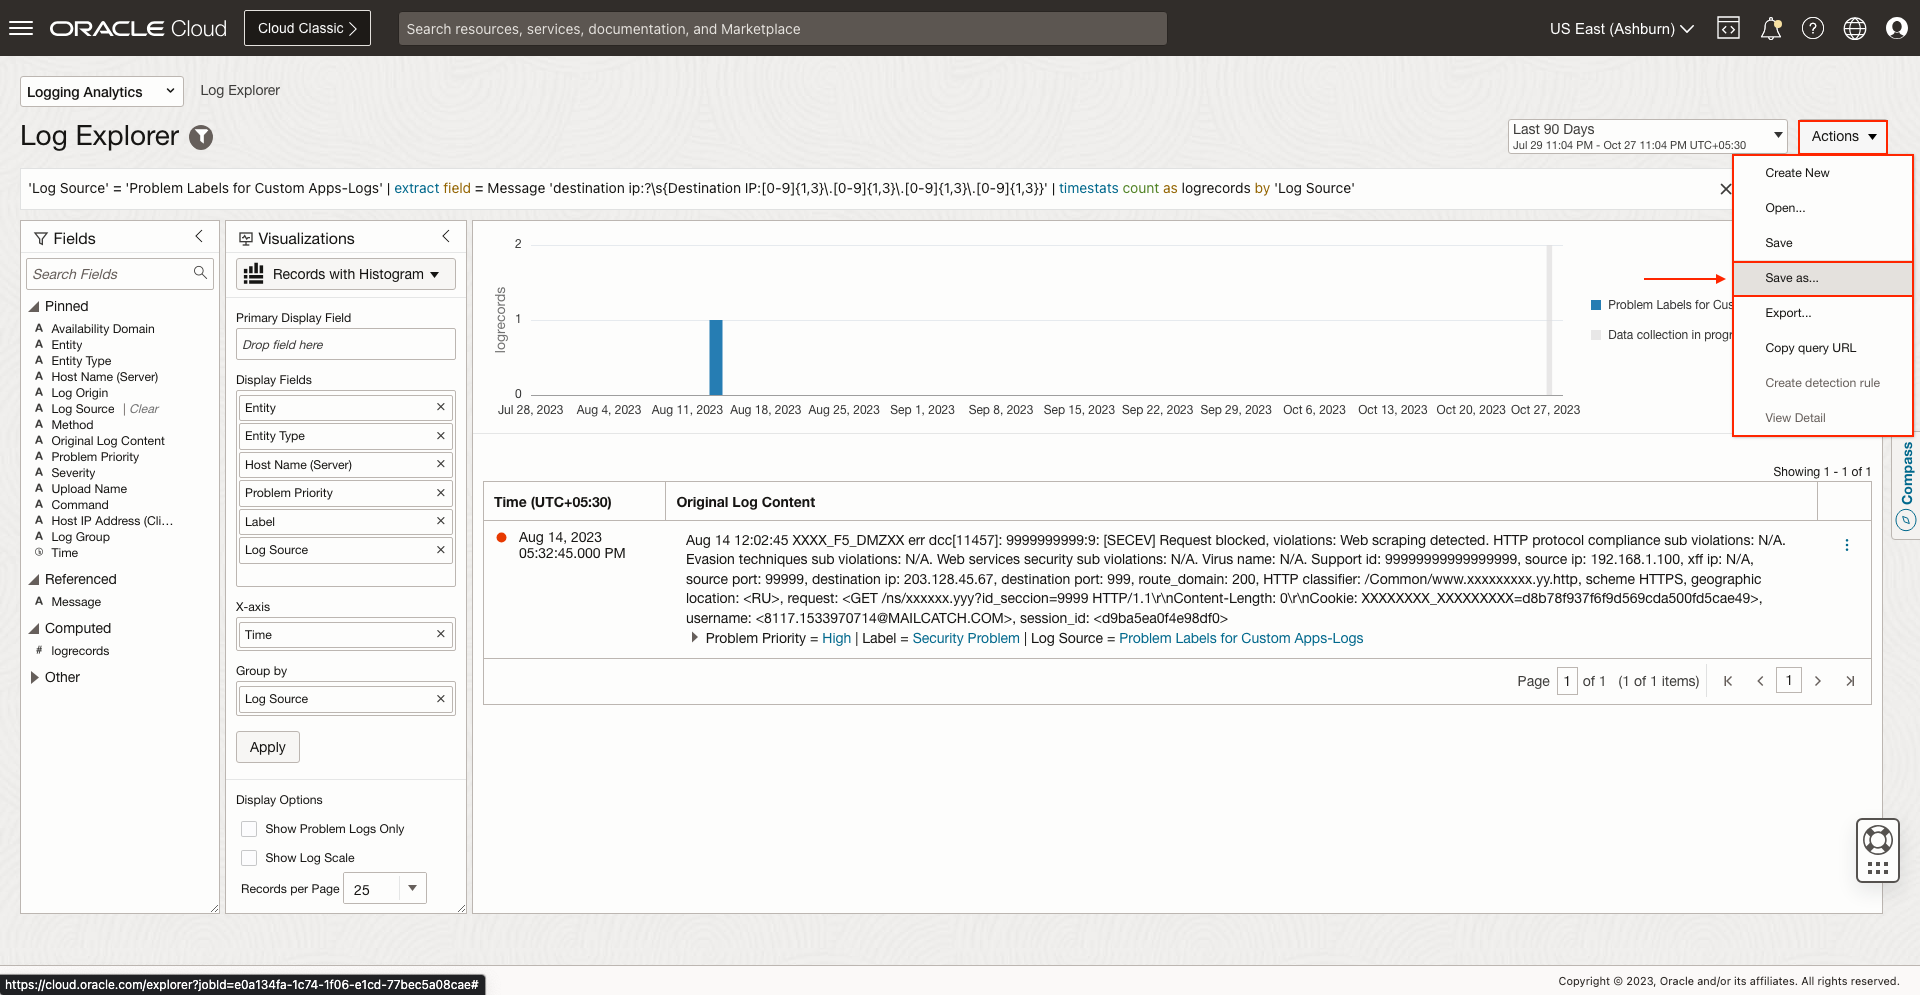 ORACLE Cloud
Cloud Classic
Search resources, services, documentation, and Marketplace
US East (Ashburn)
Logging Analytics
Log Explorer
Log Explorer
Last 90 Days
Jul 29 11:04 PM - Oct 27 11:04 PM UTC+05:30
Actions
'Log Source' = 'Problem Labels for Custom Apps-Logs' | extract field = Message 'destination ip:?\s{Destination IP:[0-9]{1,3}\.[0-9]{1,3}\.[0-9]{1,3}\.[0-9]{1,3}}' | timestats count as logrecords by 'Log Source'
Create New
Open...
Save
Save as...
Export...
Copy query URL
Create detection rule
View Detail
Fields
Search Fields
Pinned
A Availability Domain
A Entity
A Entity Type
A Host Name (Server)
A Log Origin
A Log Source | Clear
A Method
A Original Log Content
A Problem Priority
A Severity
A Upload Name
A Command
A Host IP Address (Cli...
A Log Group
Time
Referenced
A Message
Computed
# logrecords
Other
Visualizations
Records with Histogram
Primary Display Field
Drop field here
Display Fields
Entity
Entity Type
Host Name (Server)
Problem Priority
Label
Log Source
X-axis
Time
Group by
Log Source
Apply
Display Options
Show Problem Logs Only
Show Log Scale
Records per Page 25
logrecords
2
1
0
Jul 28, 2023 Aug 4, 2023 Aug 11, 2023 Aug 18, 2023 Aug 25, 2023 Sep 1, 2023 Sep 8, 2023 Sep 15, 2023 Sep 22, 2023 Sep 29, 2023 Oct 6, 2023 Oct 13, 2023 Oct 20, 2023 Oct 27, 2023
Problem Labels for Cus
Data collection in progr
Compass
Showing 1 - 1 of 1
Time (UTC+05:30) Original Log Content
Aug 14, 2023
05:32:45.000 PM
Aug 14 12:02:45 XXXX_F5_DMZXX err dcc[11457]: 9999999999:9: [SECEV] Request blocked, violations: Web scraping detected. HTTP protocol compliance sub violations: N/A.
Evasion techniques sub violations: N/A. Web services security sub violations: N/A. Virus name: N/A. Support id: 99999999999999999, source ip: 192.168.1.100, xff ip: N/A,
source port: 99999, destination ip: 203.128.45.67, destination port: 999, route_domain: 200, HTTP classifier: /Common/www.xxxxxxxxx.yy.http, scheme HTTPS, geographic
location: <RU>, request: <GET /ns/xxxxxx.yyy?id_seccion=9999 HTTP/1.1\r\nContent-Length: 0\r\nCookie: XXXXXXXX_XXXXXXXXX=d8b78f937f6f9d569cda500fd5cae49>,
username: <8117.1533970714@MAILCATCH.COM>, session_id: <d9ba5ea0f4e98df0>
Problem Priority = High | Label = Security Problem | Log Source = Problem Labels for Custom Apps-Logs
Page 1 of 1 (1 of 1 items) 1
https://cloud.oracle.com/explorer?jobId=e0a134fa-1c74-1f06-e1cd-77bec5a08cae#
Copyright © 2023, Oracle and/or its affiliates. All rights reserved.